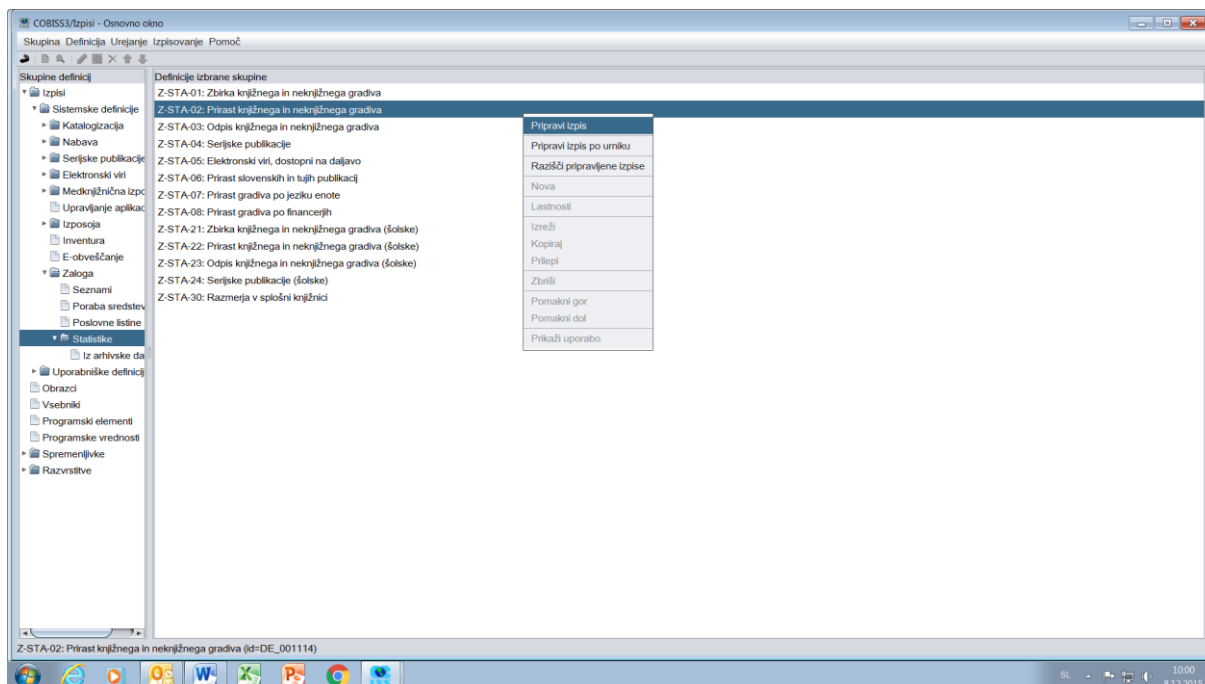 COBISS3/Izpisi - Osnovno okno
Skupina Definicija Urejanje Izpisovanje Pomoč
Skupine definicij
Izpisi
Sistemske definicije
Katalogizacija
Nabava
Serijske publikacije
Elektronski viri
Medknjižnična izpo
Upravljanje aplikac
Izposoja
Inventura
E-obveščanje
Zaloga
Seznami
Poraba sredstev
Poslovne listine
Statistike
Iz arhivske da
Uporabniške definicij
Obrazci
Vsebniki
Programski elementi
Programske vrednosti
Spremenljivke
Razvrstitve
Definicije izbrane skupine
Z-STA-01: Zbirka knjižnega in neknjižnega gradiva
Z-STA-02: Prirast knjižnega in neknjižnega gradiva
Z-STA-03: Odpis knjižnega in neknjižnega gradiva
Z-STA-04: Serijske publikacije
Z-STA-05: Elektronski viri, dostopni na daljavo
Z-STA-06: Prirast slovenskih in tujih publikacij
Z-STA-07: Prirast gradiva po jeziku enote
Z-STA-08: Prirast gradiva po financerjih
Z-STA-21: Zbirka knjižnega in neknjižnega gradiva (šolske)
Z-STA-22: Prirast knjižnega in neknjižnega gradiva (šolske)
Z-STA-23: Odpis knjižnega in neknjižnega gradiva (šolske)
Z-STA-24: Serijske publikacije (šolske)
Z-STA-30: Razmerja v splošni knjižnici
Pripravi izpis
Pripravi izpis po urniku
Razišči pripravljene izpise
Nova
Lastnosti
Izreži
Kopiraj
Prilepi
Zbriši
Pomakni gor
Pomakni dol
Prikaži uporabo
Z-STA-02: Prirast knjižnega in neknjižnega gradiva (id=DE_001114)
SL
10:00
8.12.2015